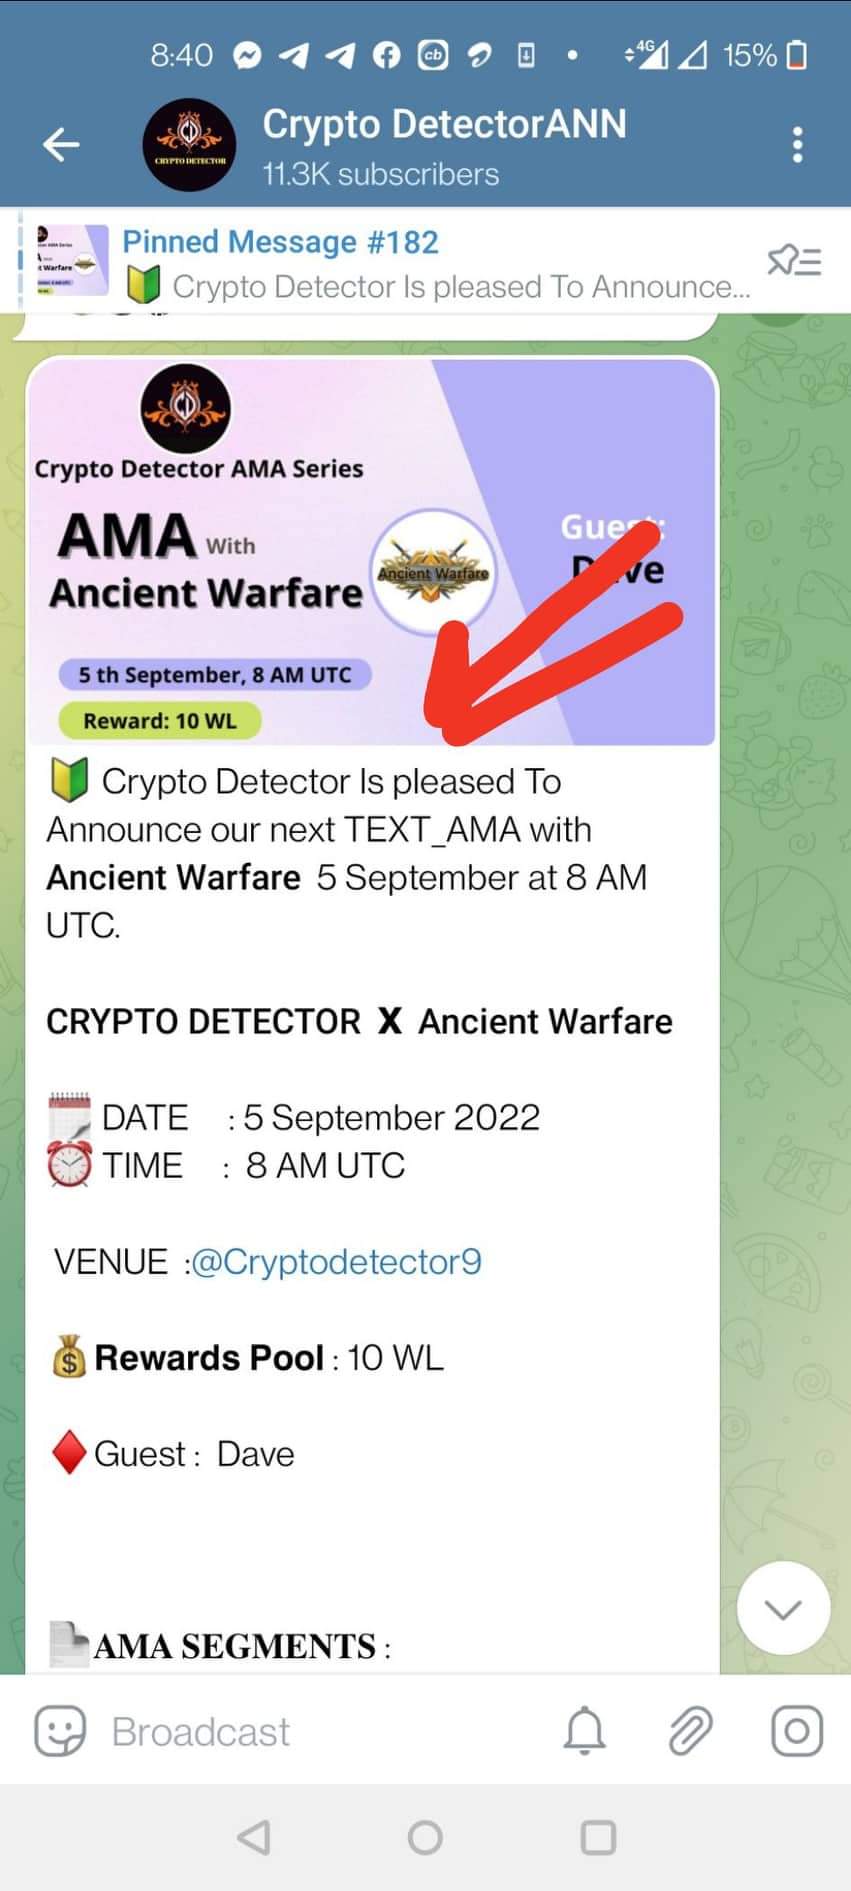 8:40
4G
15%
Crypto DetectorANN
11.3K subscribers
CRYPTO DETECTOR
Pinned Message #182
Crypto Detector Is pleased To Announce...
Crypto Detector AMA Series
AMA With
Ancient Warfare
Ancient Warfare
5 th September, 8 AM UTC
Reward: 10 WL
Crypto Detector Is pleased To
Announce our next TEXT_AMA with
Ancient Warfare 5 September at 8 AM
UTC.
CRYPTO DETECTOR X Ancient Warfare
DATE : 5 September 2022
TIME : 8 AM UTC
VENUE :@Cryptodetector9
Rewards Pool : 10 WL
Guest : Dave
AMA SEGMENTS :
Broadcast